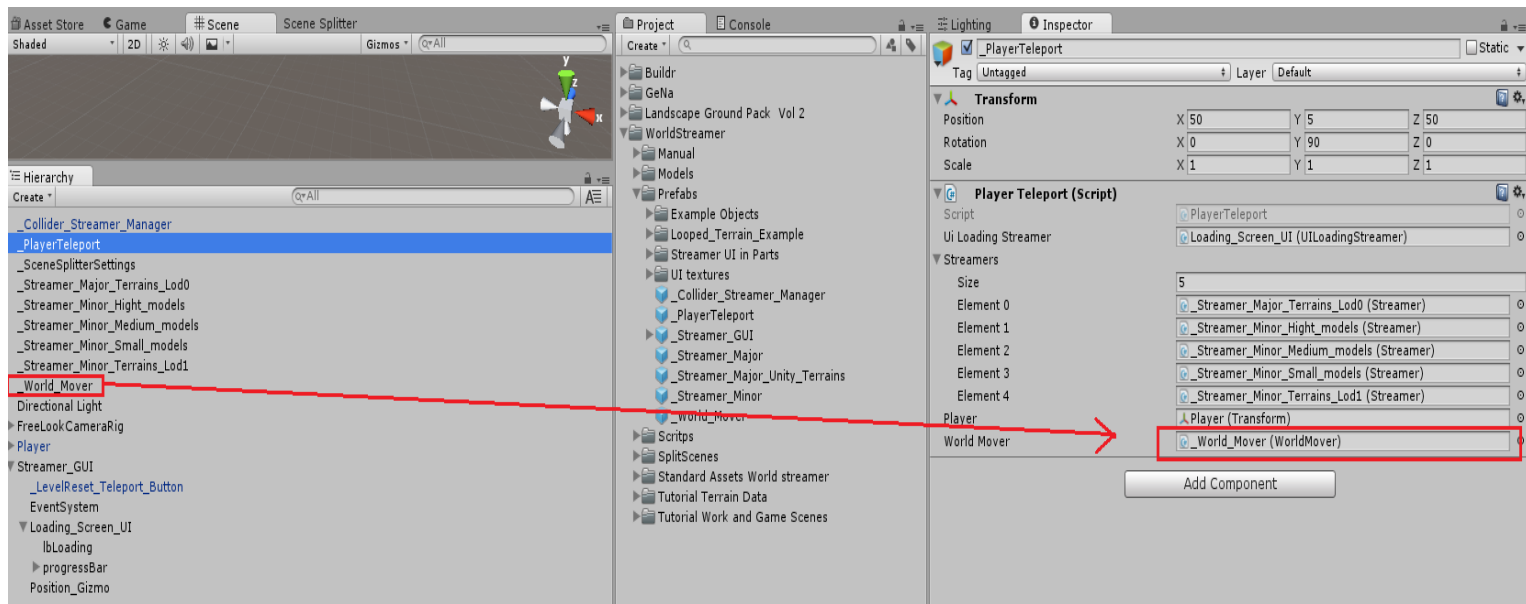 Asset Store Game # Scene Scene Splitter
Shaded 2D Gizmos All
y
z
x
Hierarchy
Create All
_Collider_Streamer_Manager
_PlayerTeleport
_SceneSplitterSettings
_Streamer_Major_Terrains_Lod0
_Streamer_Minor_Hight_models
_Streamer_Minor_Medium_models
_Streamer_Minor_Small_models
_Streamer_Minor_Terrains_Lod1
_World_Mover
Directional Light
FreeLookCameraRig
Player
Streamer_GUI
_LevelReset_Teleport_Button
EventSystem
Loading_Screen_UI
lbLoading
progressBar
Position_Gizmo
Project Console
Create
Buildr
GeNa
Landscape Ground Pack Vol 2
WorldStreamer
Manual
Models
Prefabs
Example Objects
Looped_Terrain_Example
Streamer UI in Parts
UI textures
_Collider_Streamer_Manager
_PlayerTeleport
_Streamer_GUI
_Streamer_Major
_Streamer_Major_Unity_Terrains
_Streamer_Minor
_World_Mover
Scritps
SplitScenes
Standard Assets World streamer
Tutorial Terrain Data
Tutorial Work and Game Scenes
Lighting Inspector
_PlayerTeleport Static
Tag Untagged Layer Default
Transform
Position X 50 Y 5 Z 50
Rotation X 0 Y 90 Z 0
Scale X 1 Y 1 Z 1
Player Teleport (Script)
Script PlayerTeleport
Ui Loading Streamer Loading_Screen_UI (UILoadingStreamer)
Streamers
Size 5
Element 0 _Streamer_Major_Terrains_Lod0 (Streamer)
Element 1 _Streamer_Minor_Hight_models (Streamer)
Element 2 _Streamer_Minor_Medium_models (Streamer)
Element 3 _Streamer_Minor_Small_models (Streamer)
Element 4 _Streamer_Minor_Terrains_Lod1 (Streamer)
Player Player (Transform)
World Mover _World_Mover (WorldMover)
Add Component